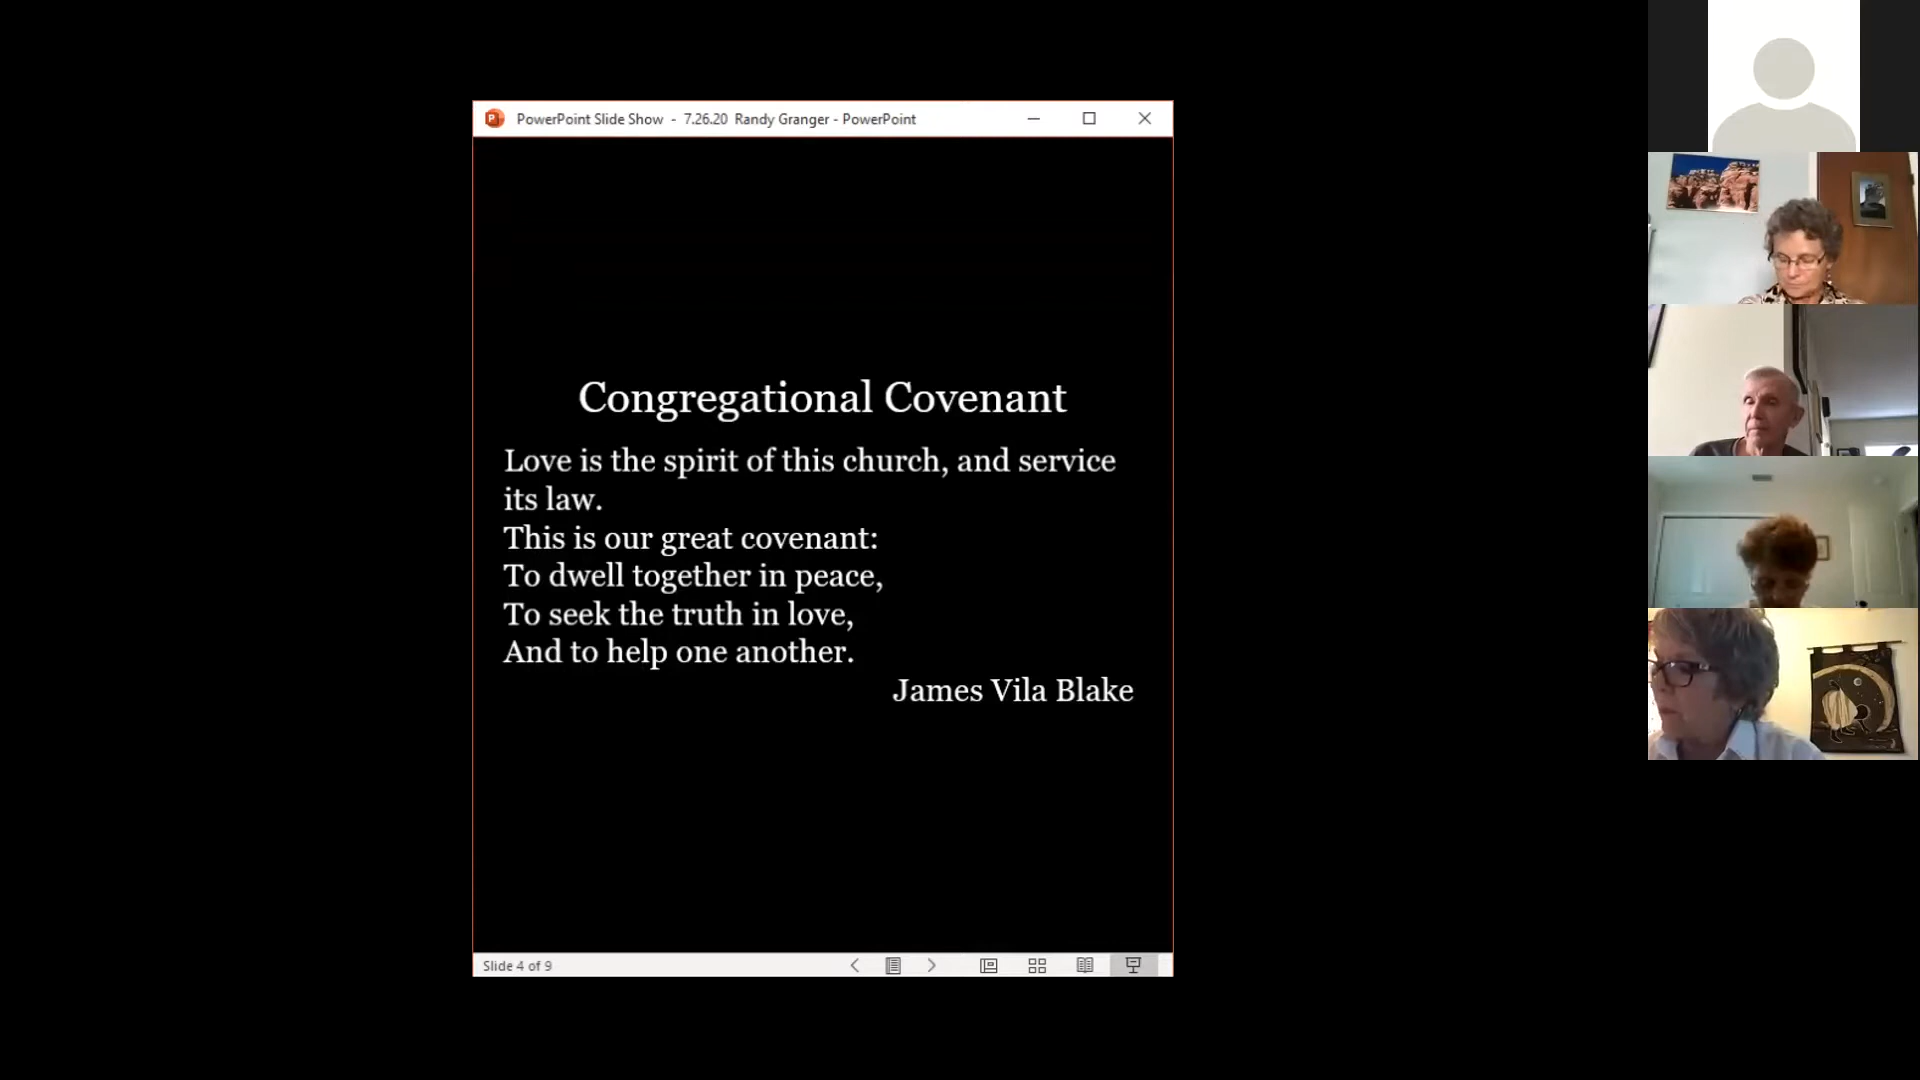 PowerPoint Slide Show - 7.26.20 Randy Granger - PowerPoint
Congregational Covenant
Love is the spirit of this church, and service
its law.
This is our great covenant:
To dwell together in peace,
To seek the truth in love,
And to help one another.
James Vila Blake
Slide 4 of 9